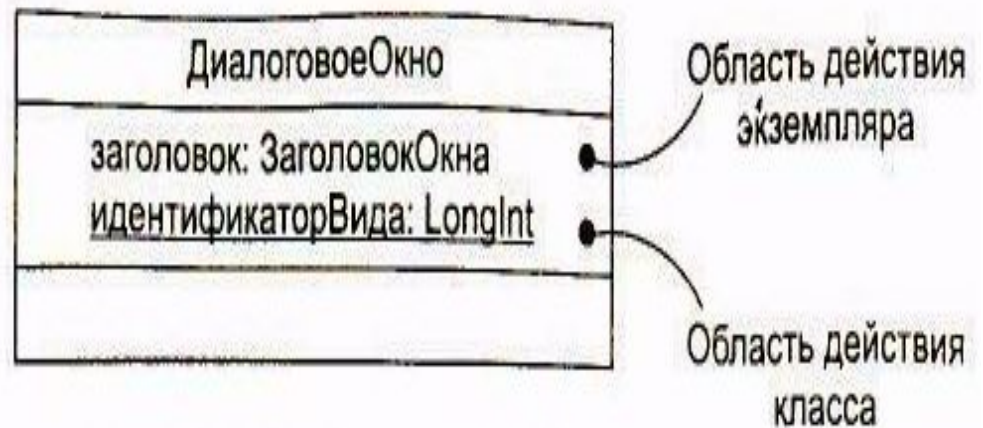 ДиалоговоеОкно
заголовок: ЗаголовокОкна
идентификаторВида: LongInt
Область действия
экземпляра
Область действия
класса